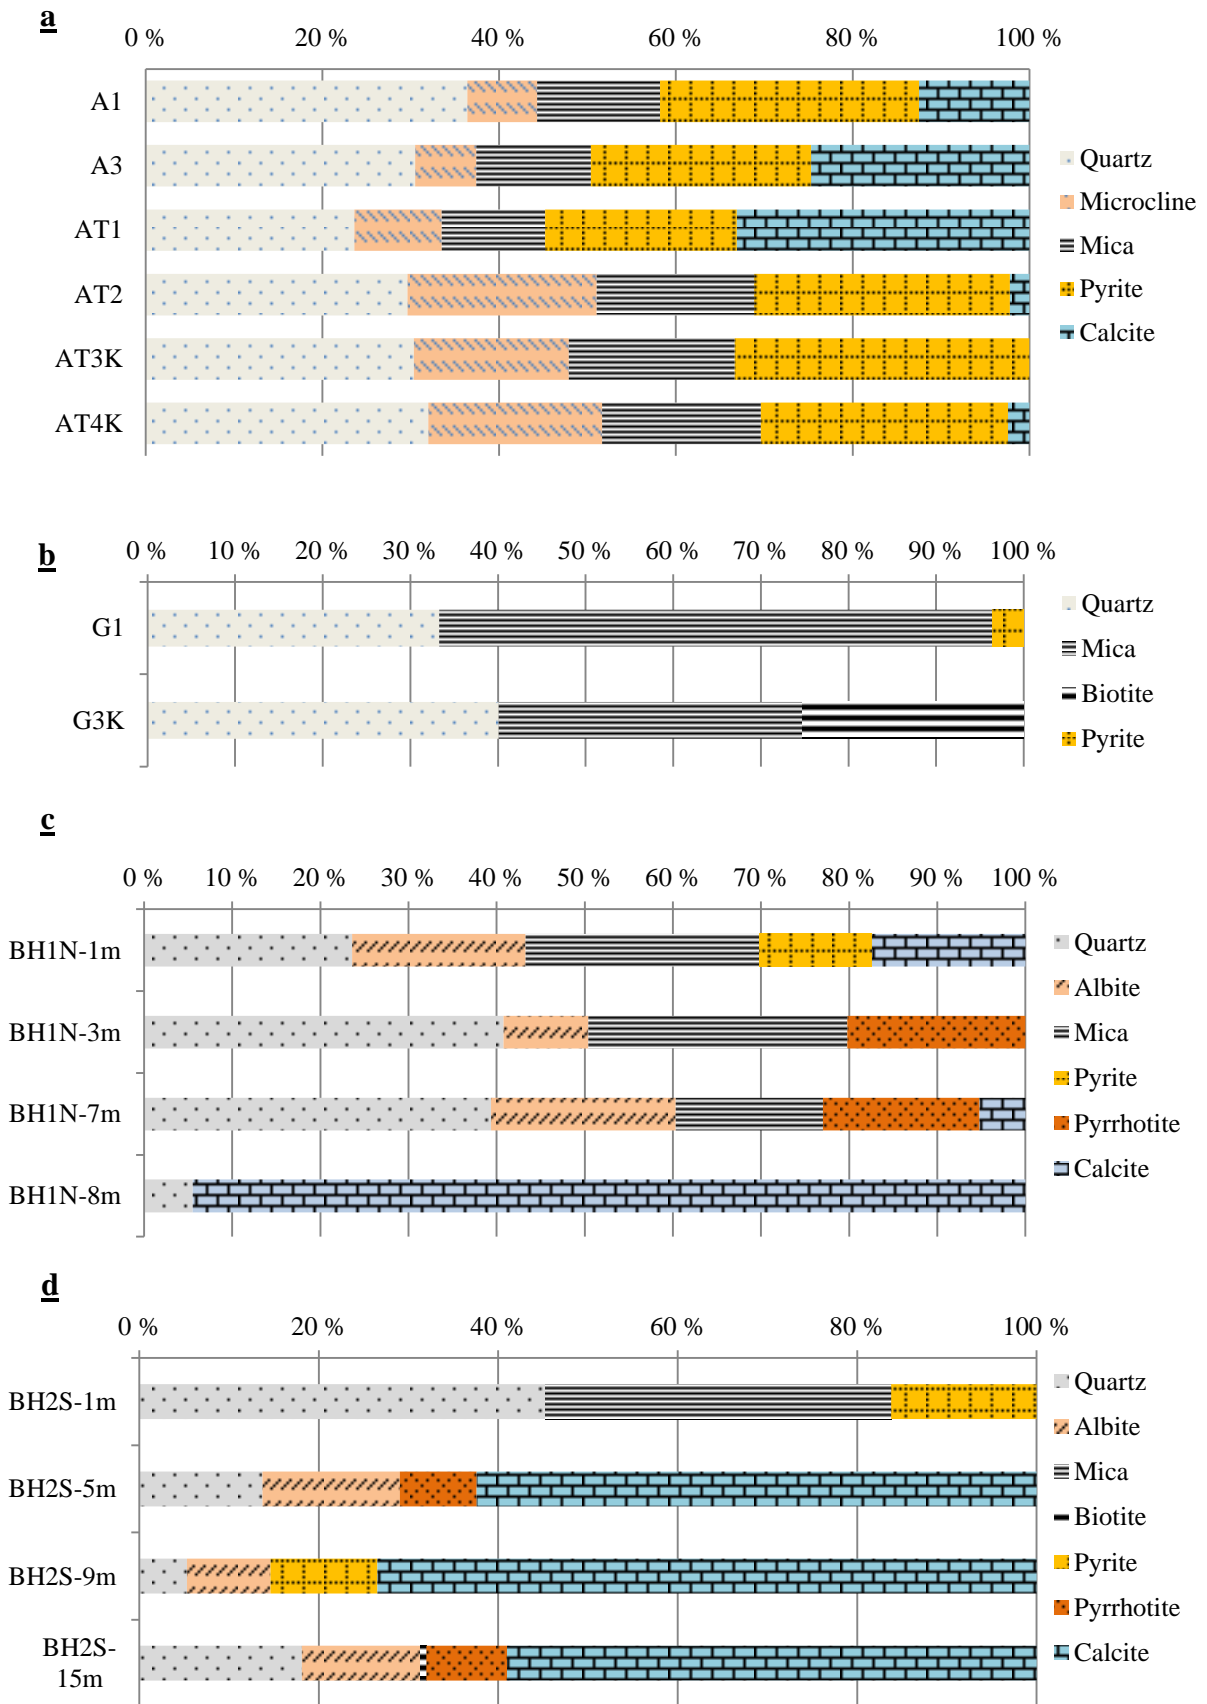 a
0 % 20 % 40 % 60 % 80 % 100 %
A1
A3
AT1
AT2
AT3K
AT4K
Quartz
Microcline
Mica
Pyrite
Calcite
b
0 % 10 % 20 % 30 % 40 % 50 % 60 % 70 % 80 % 90 % 100 %
G1
G3K
Quartz
Mica
Biotite
Pyrite
c
0 % 10 % 20 % 30 % 40 % 50 % 60 % 70 % 80 % 90 % 100 %
BH1N-1m
BH1N-3m
BH1N-7m
BH1N-8m
Quartz
Albite
Mica
Pyrite
Pyrrhotite
Calcite
d
0 % 20 % 40 % 60 % 80 % 100 %
BH2S-1m
BH2S-5m
BH2S-9m
BH2S-
15m
Quartz
Albite
Mica
Biotite
Pyrite
Pyrrhotite
Calcite